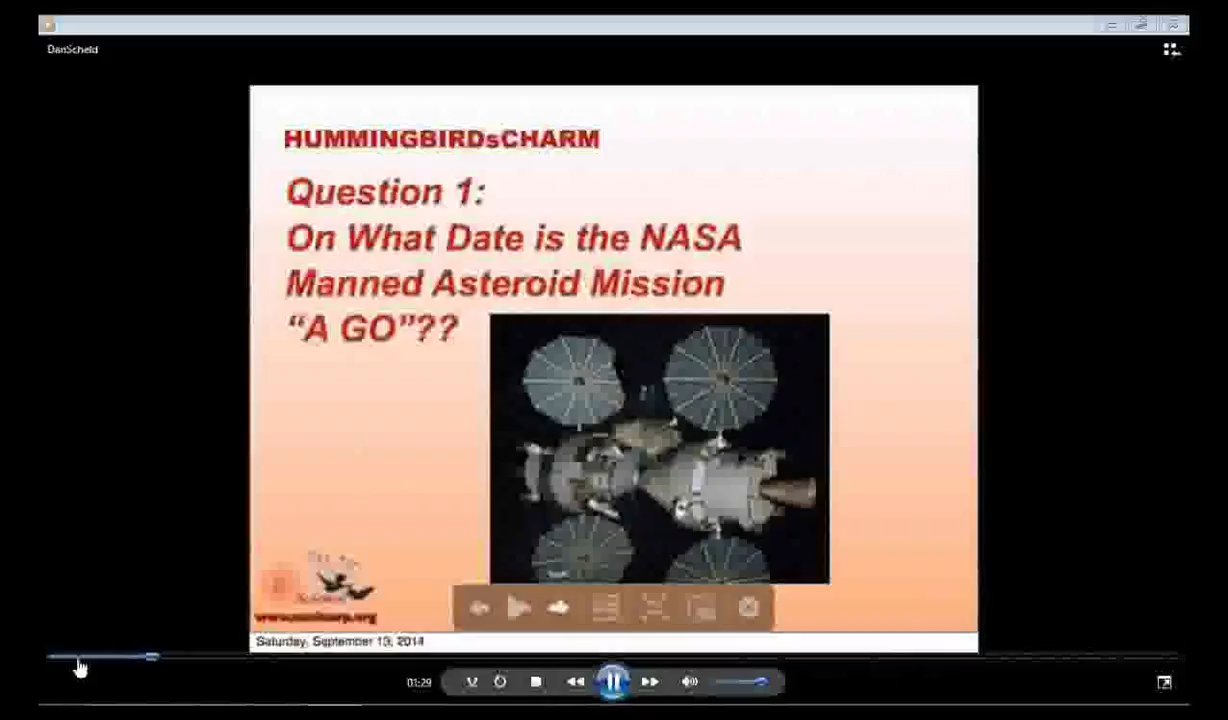 DanScheld
HUMMINGBIRDsCHARM
Question 1:
On What Date is the NASA
Manned Asteroid Mission
“A GO”??
Saturday, September 13, 2014
01:29